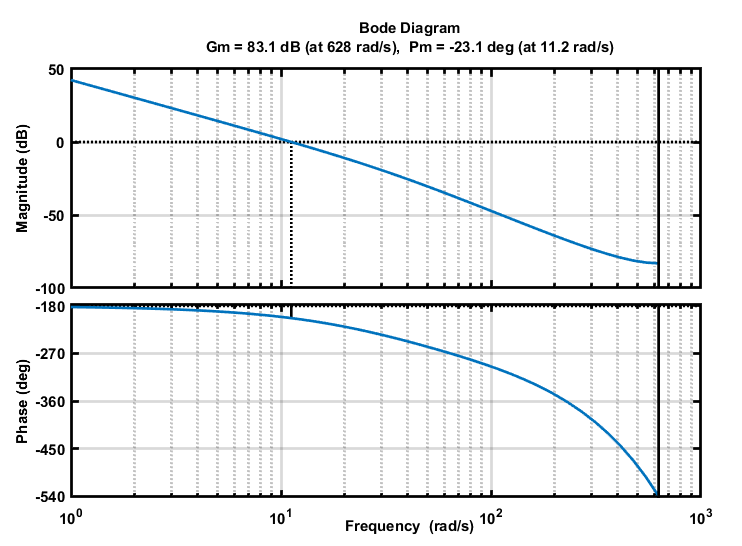 Bode Diagram
Gm = 83.1 dB (at 628 rad/s),  Pm = -23.1 deg (at 11.2 rad/s)
50
0
-50
-100
Magnitude (dB)
-180
-270
-360
-450
-540
Phase (deg)
10^0 10^1 10^2 10^3
Frequency (rad/s)